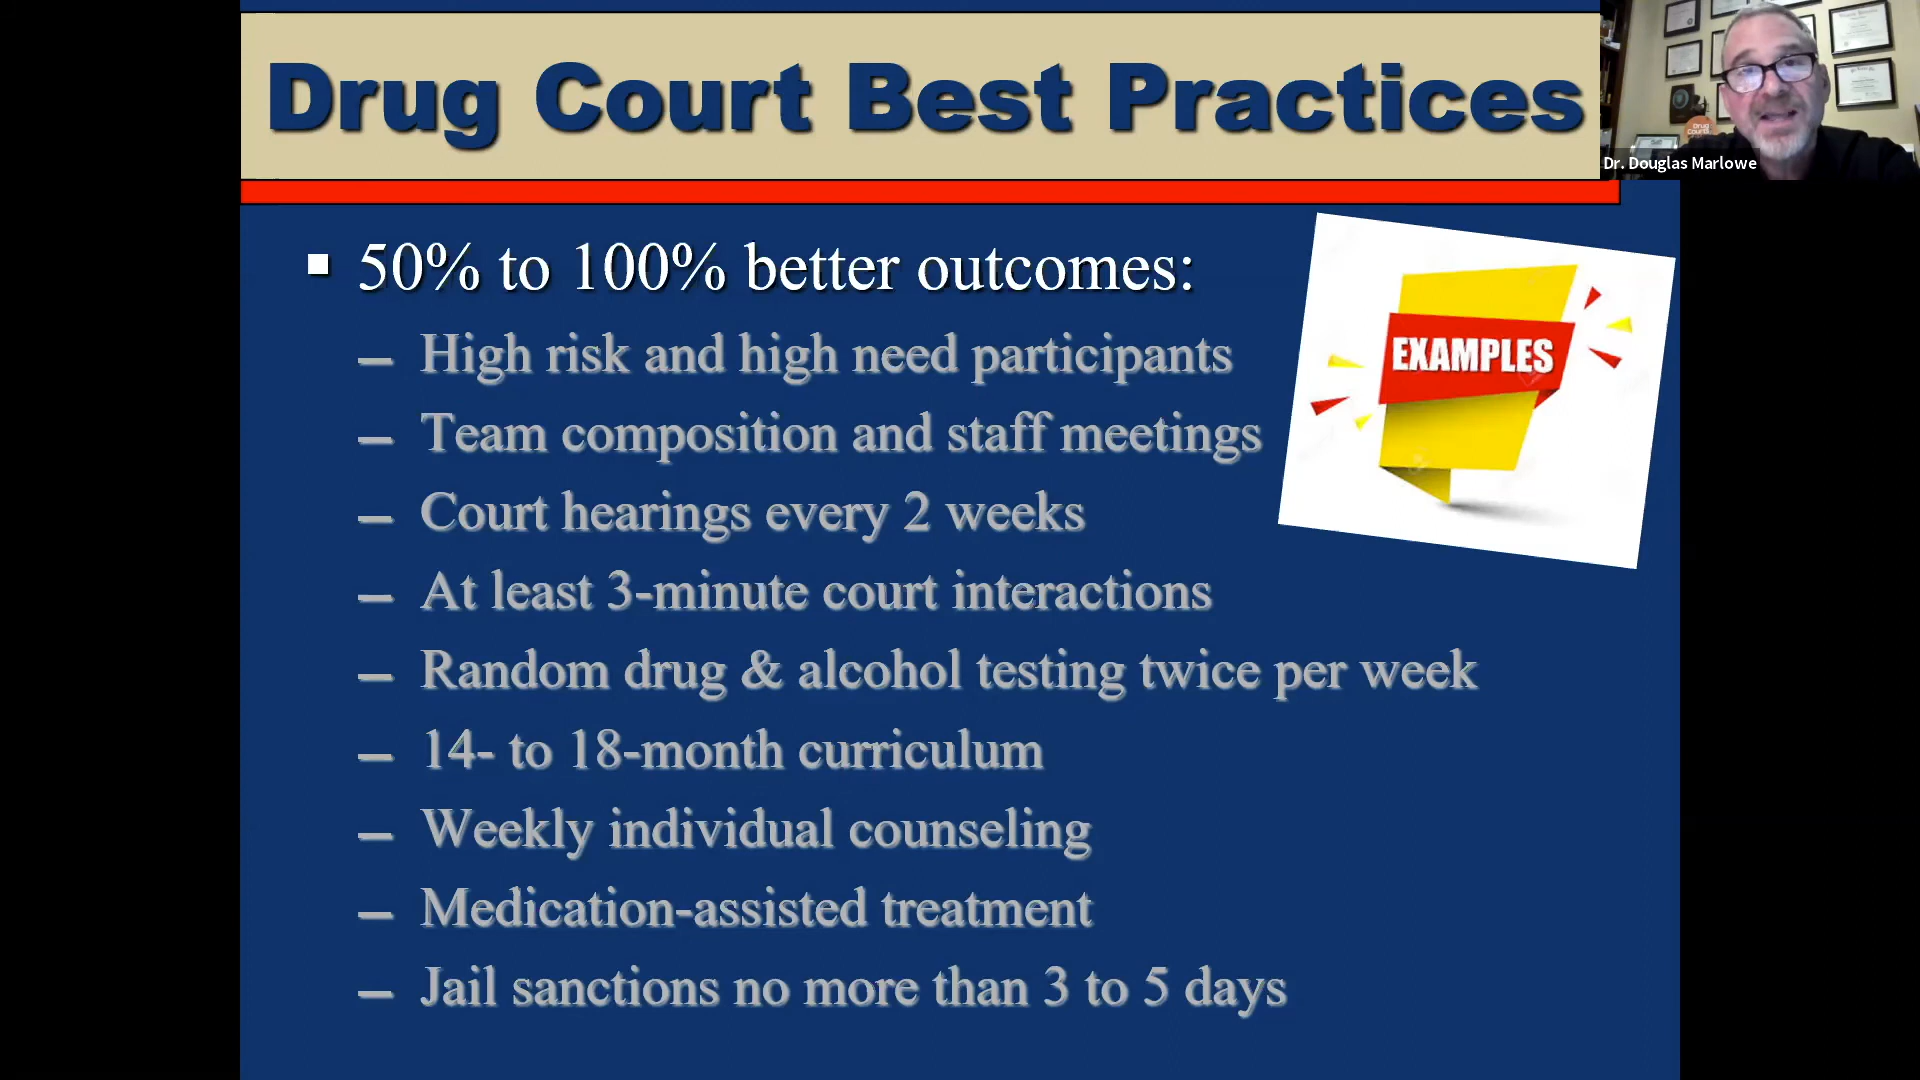 Drug Court Best Practices
Dr. Douglas Marlowe
▪ 50% to 100% better outcomes:
– High risk and high need participants
– Team composition and staff meetings
– Court hearings every 2 weeks
– At least 3-minute court interactions
– Random drug & alcohol testing twice per week
– 14- to 18-month curriculum
– Weekly individual counseling
– Medication-assisted treatment
– Jail sanctions no more than 3 to 5 days
EXAMPLES